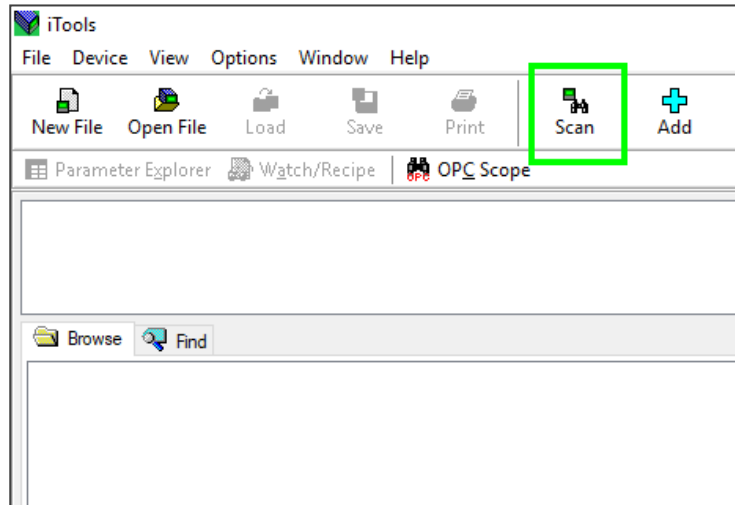 iTools
File Device View Options Window Help
New File Open File Load Save Print Scan Add
Parameter Explorer Watch/Recipe OPC OPC Scope
Browse Find